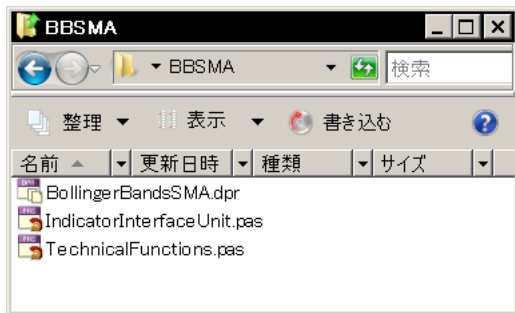 BBSMA
BBSMA 検索
整理 表示 書き込む
名前 更新日時 種類 サイズ
BollingerBandsSMA.dpr
IndicatorInterfaceUnit.pas
TechnicalFunctions.pas